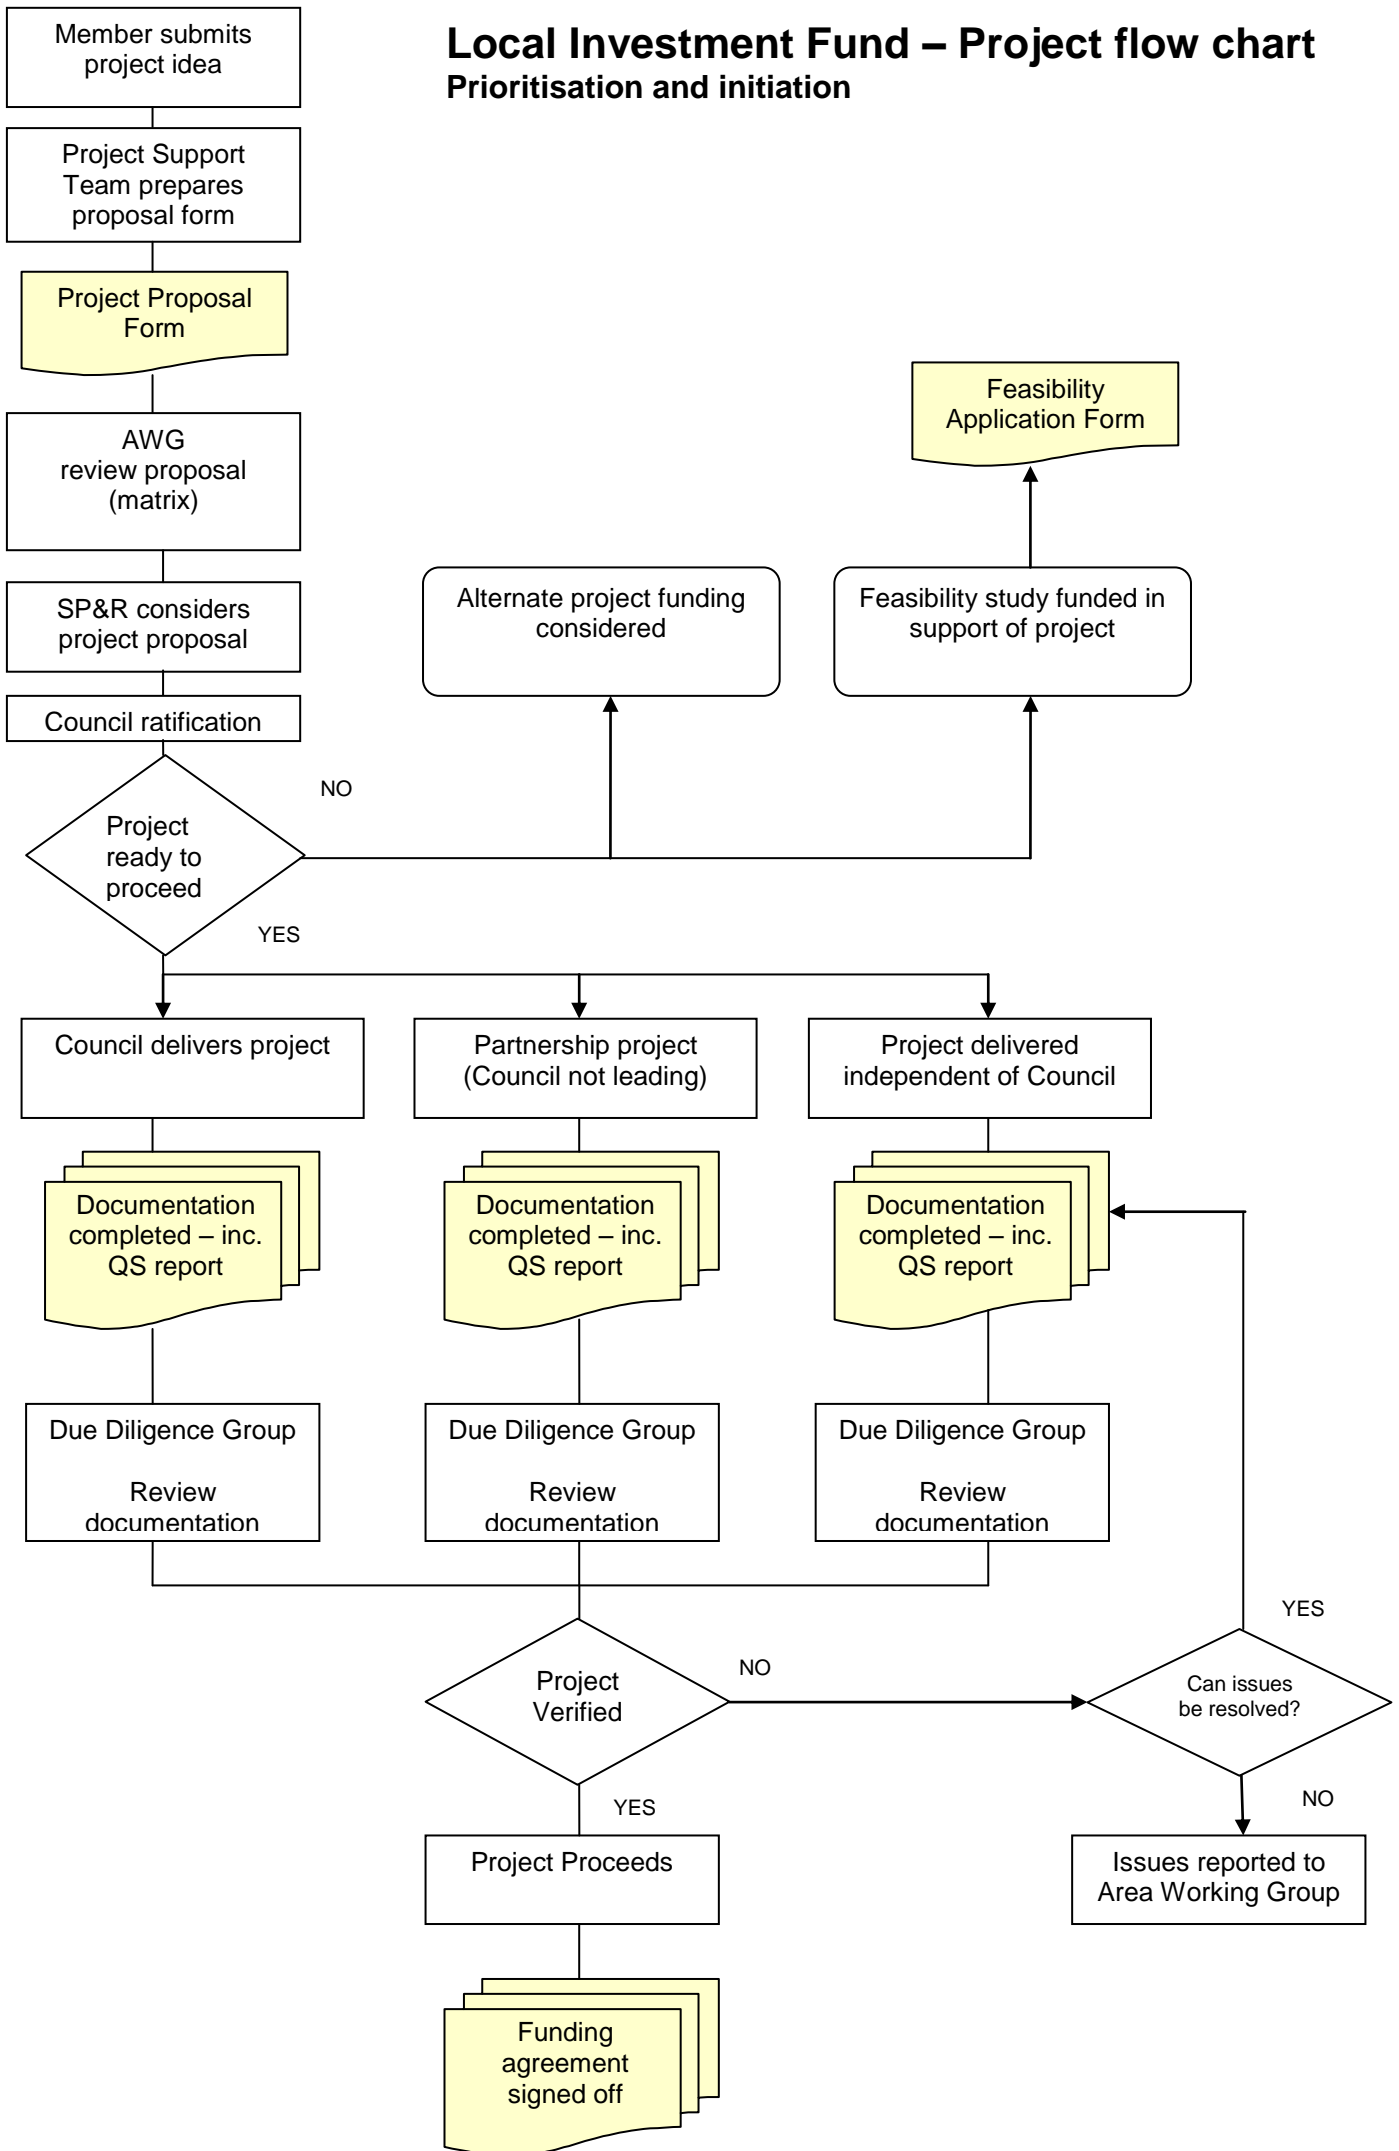 Local Investment Fund – Project flow chart
Prioritisation and initiation
Member submits
project idea
Project Support
Team prepares
proposal form
Project Proposal
Form
AWG
review proposal
(matrix)
SP&R considers
project proposal
Council ratification
Feasibility
Application Form
Alternate project funding
considered
Feasibility study funded in
support of project
NO
Project
ready to
proceed
YES
Council delivers project
Partnership project
(Council not leading)
Project delivered
independent of Council
Documentation
completed – inc.
QS report
Documentation
completed – inc.
QS report
Documentation
completed – inc.
QS report
Due Diligence Group
Review
documentation
Due Diligence Group
Review
documentation
Due Diligence Group
Review
documentation
Project
Verified
NO
Can issues
be resolved?
YES
NO
Issues reported to
Area Working Group
YES
Project Proceeds
Funding
agreement
signed off